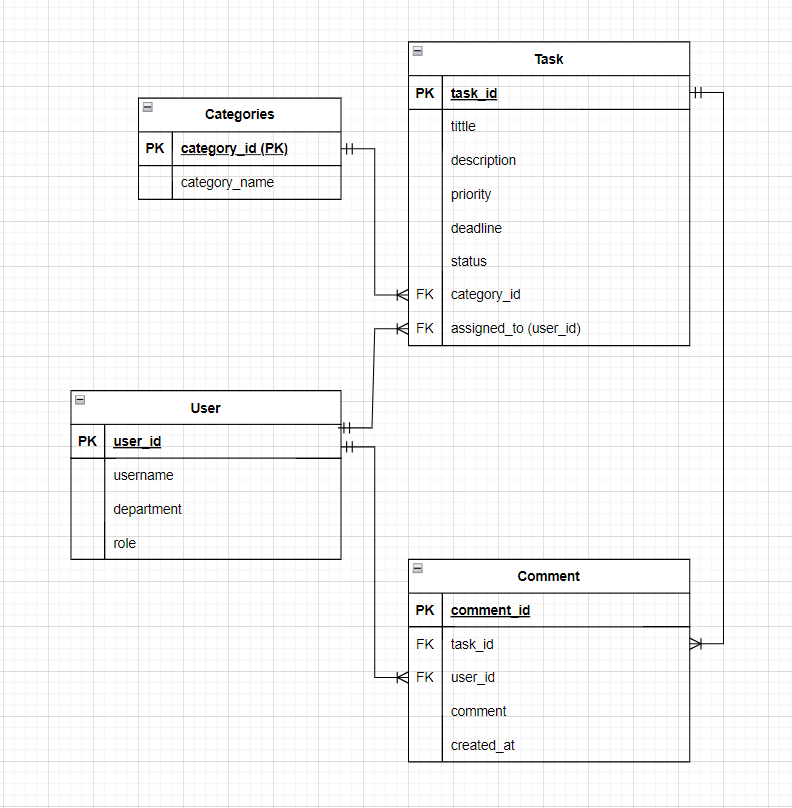 Categories
PK category_id (PK)
category_name
Task
PK task_id
tittle
description
priority
deadline
status
FK category_id
FK assigned_to (user_id)
User
PK user_id
username
department
role
Comment
PK comment_id
FK task_id
FK user_id
comment
created_at